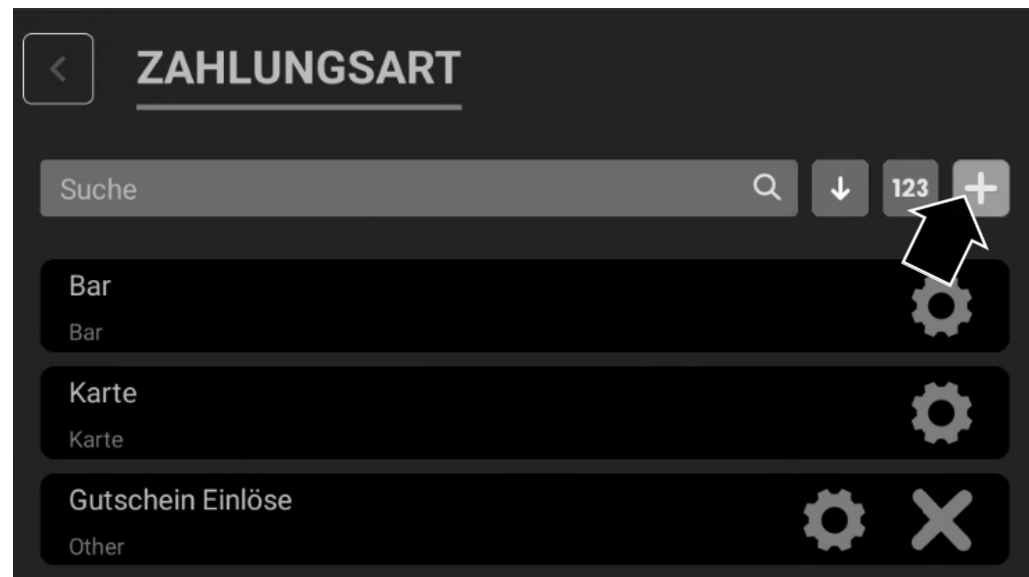 ZAHLUNGSART
Suche
123
Bar
Bar
Karte
Karte
Gutschein Einlöse
Other